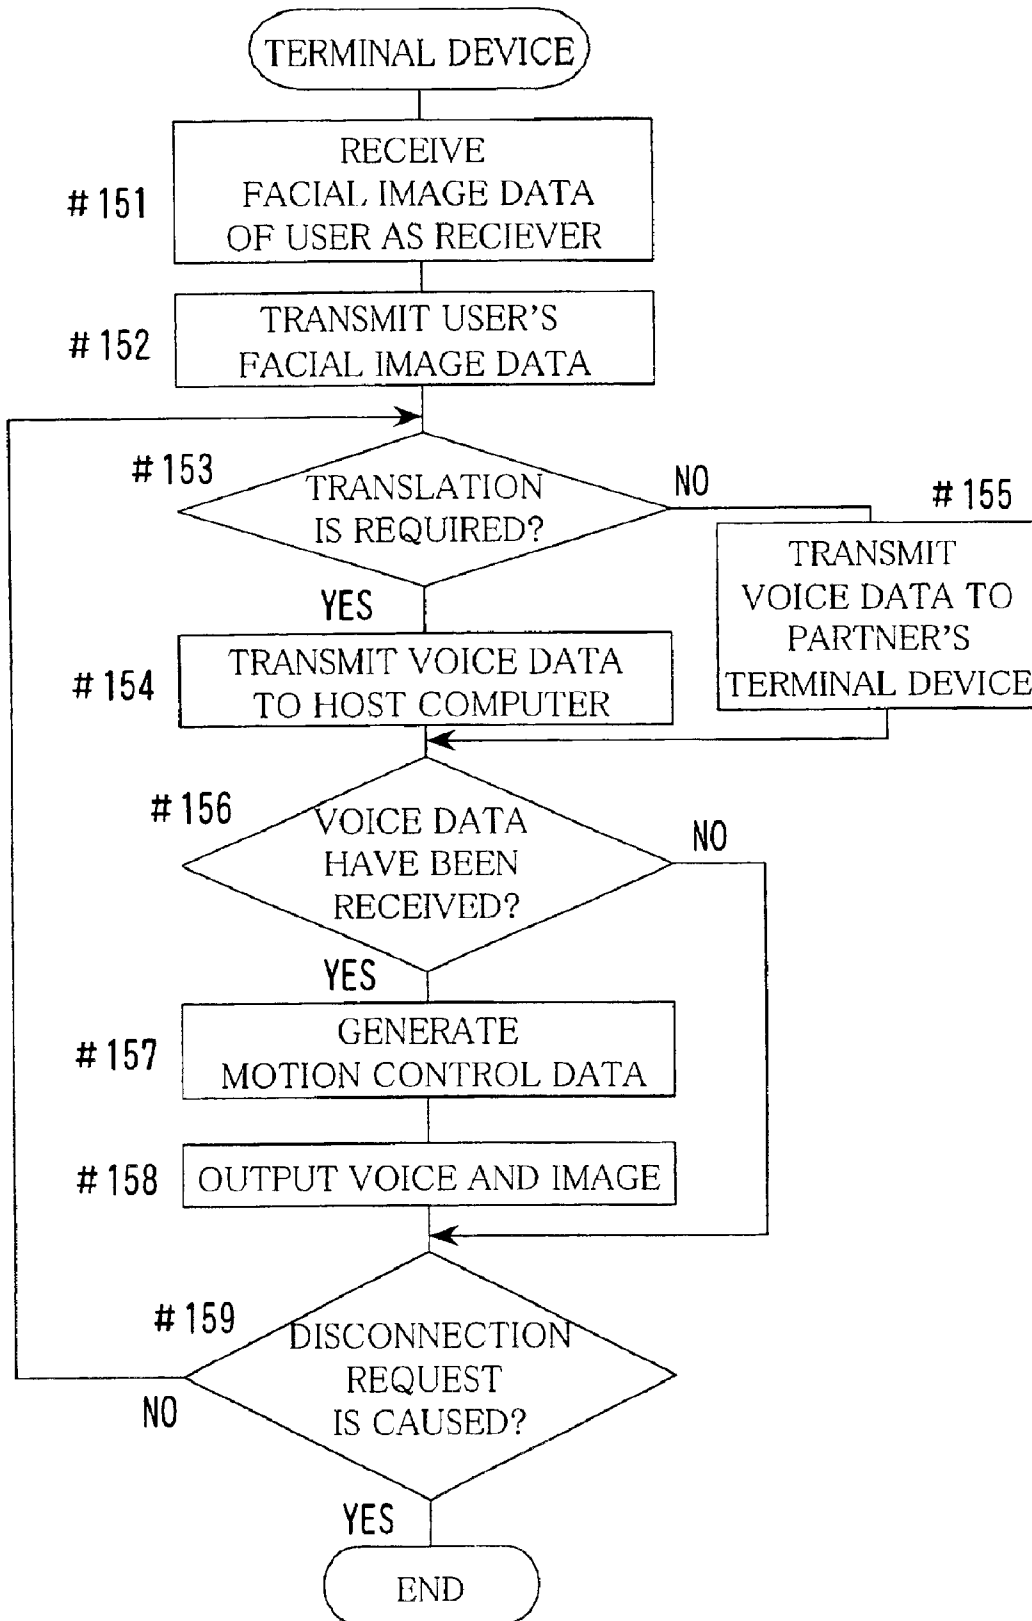 TERMINAL DEVICE
#151
RECEIVE
FACIAL IMAGE DATA
OF USER AS RECIEVER
#152
TRANSMIT USER'S
FACIAL IMAGE DATA
#153
TRANSLATION
IS REQUIRED?
NO
YES
#155
TRANSMIT
VOICE DATA TO
PARTNER'S
TERMINAL DEVICE
#154
TRANSMIT VOICE DATA
TO HOST COMPUTER
#156
VOICE DATA
HAVE BEEN
RECEIVED?
NO
YES
#157
GENERATE
MOTION CONTROL DATA
#158
OUTPUT VOICE AND IMAGE
#159
DISCONNECTION
REQUEST
IS CAUSED?
NO
YES
END